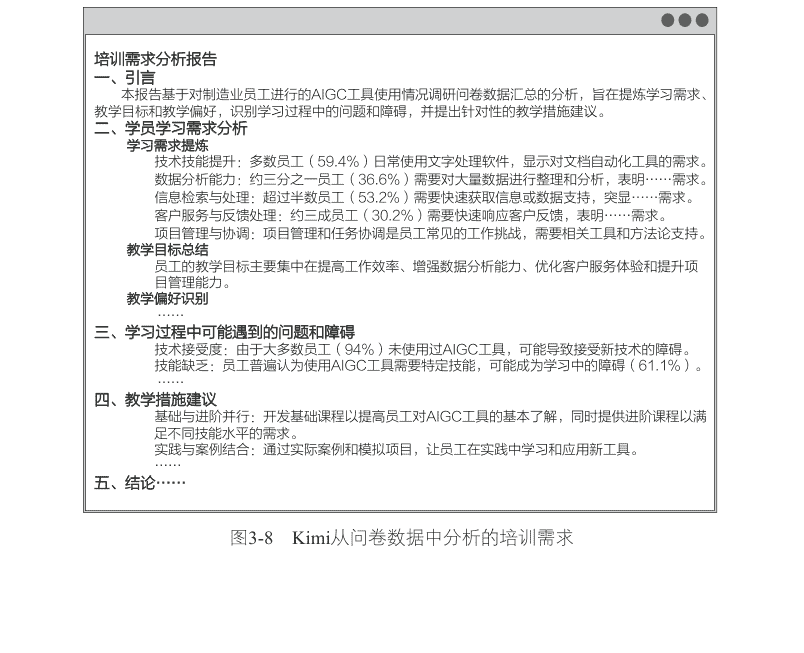 培训需求分析报告
一、引言
本报告基于对制造业员工进行的AIGC工具使用情况调研问卷数据汇总的分析，旨在提炼学习需求、
教学目标和教学偏好，识别学习过程中的问题和障碍，并提出针对性的教学措施建议。
二、学员学习需求分析
学习需求提炼
技术技能提升：多数员工（59.4%）日常使用文字处理软件，显示对文档自动化工具的需求。
数据分析能力：约三分之一员工（36.6%）需要对大量数据进行整理和分析，表明……需求。
信息检索与处理：超过半数员工（53.2%）需要快速获取信息或数据支持，突显……需求。
客户服务与反馈处理：约三成员工（30.2%）需要快速响应客户反馈，表明……需求。
项目管理与协调：项目管理和任务协调是员工常见的工作挑战，需要相关工具和方法论支持。
教学目标总结
员工的教学目标主要集中在提高工作效率、增强数据分析能力、优化客户服务体验和提升项
目管理能力。
教学偏好识别
……
三、学习过程中可能遇到的问题和障碍
技术接受度：由于大多数员工（94%）未使用过AIGC工具，可能导致接受新技术的障碍。
技能缺乏：员工普遍认为使用AIGC工具需要特定技能，可能成为学习中的障碍（61.1%）。
……
四、教学措施建议
基础与进阶并行：开发基础课程以提高员工对AIGC工具的基本了解，同时提供进阶课程以满
足不同技能水平的需求。
实践与案例结合：通过实际案例和模拟项目，让员工在实践中学习和应用新工具。
……
五、结论……
图3-8　Kimi从问卷数据中分析的培训需求